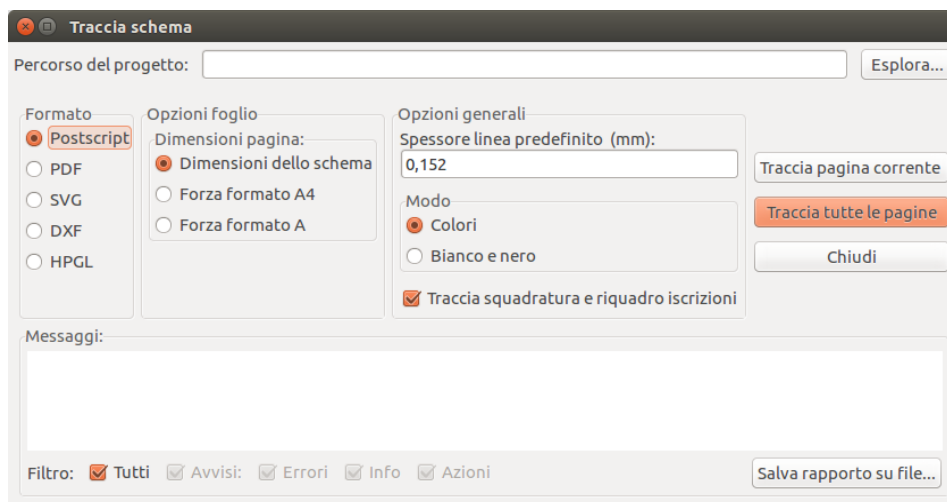 Traccia schema
Percorso del progetto:
Esplora...
Formato
Postscript
PDF
SVG
DXF
HPGL
Opzioni foglio
Dimensioni pagina:
Dimensioni dello schema
Forza formato A4
Forza formato A
Opzioni generali
Spessore linea predefinito (mm):
0,152
Modo
Colori
Bianco e nero
Traccia squadratura e riquadro iscrizioni
Traccia pagina corrente
Traccia tutte le pagine
Chiudi
Messaggi:
Filtro: Tutti Avvisi: Errori Info Azioni
Salva rapporto su file...